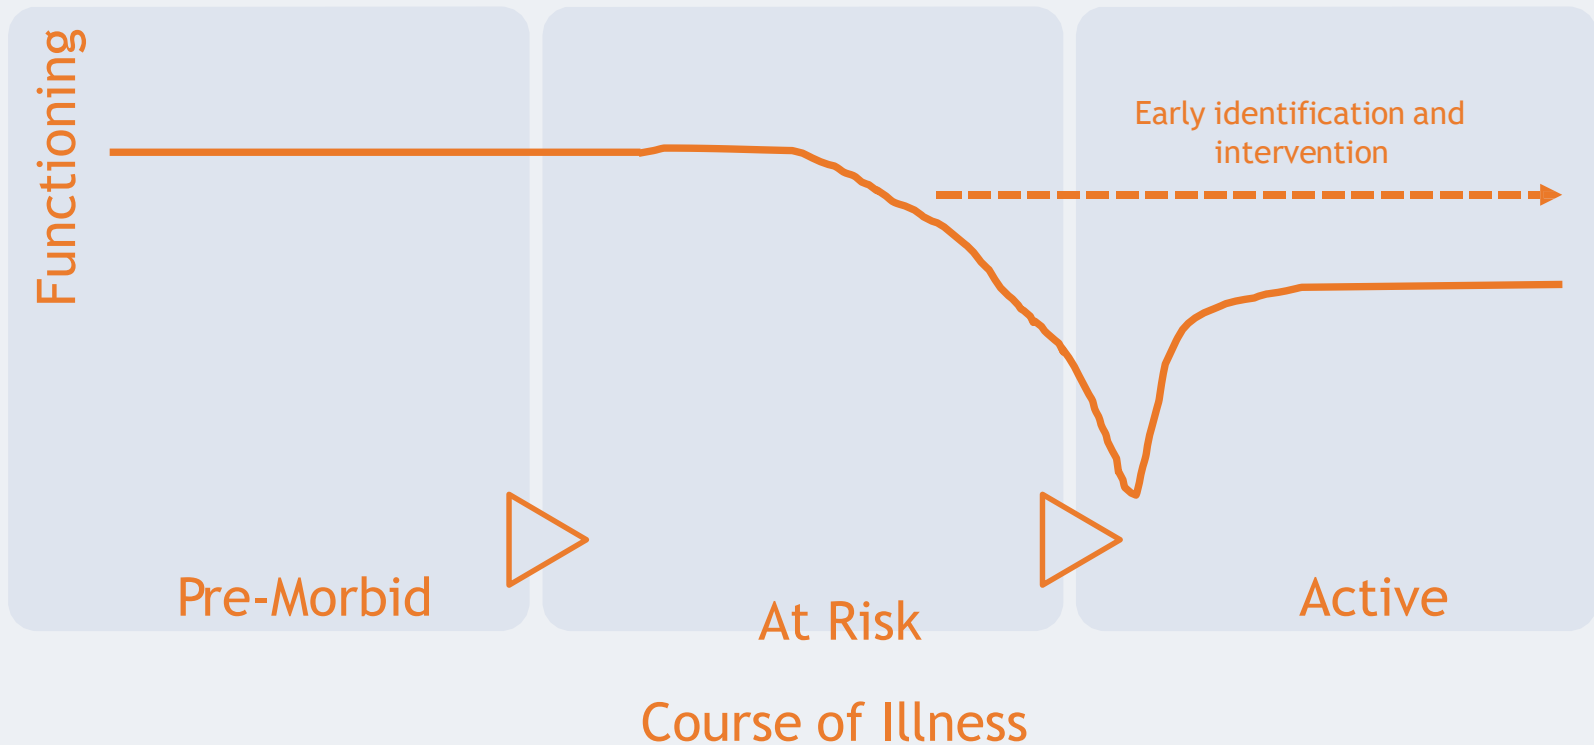 Functioning
Early identification and
intervention
Pre-Morbid
At Risk
Active
Course of Illness